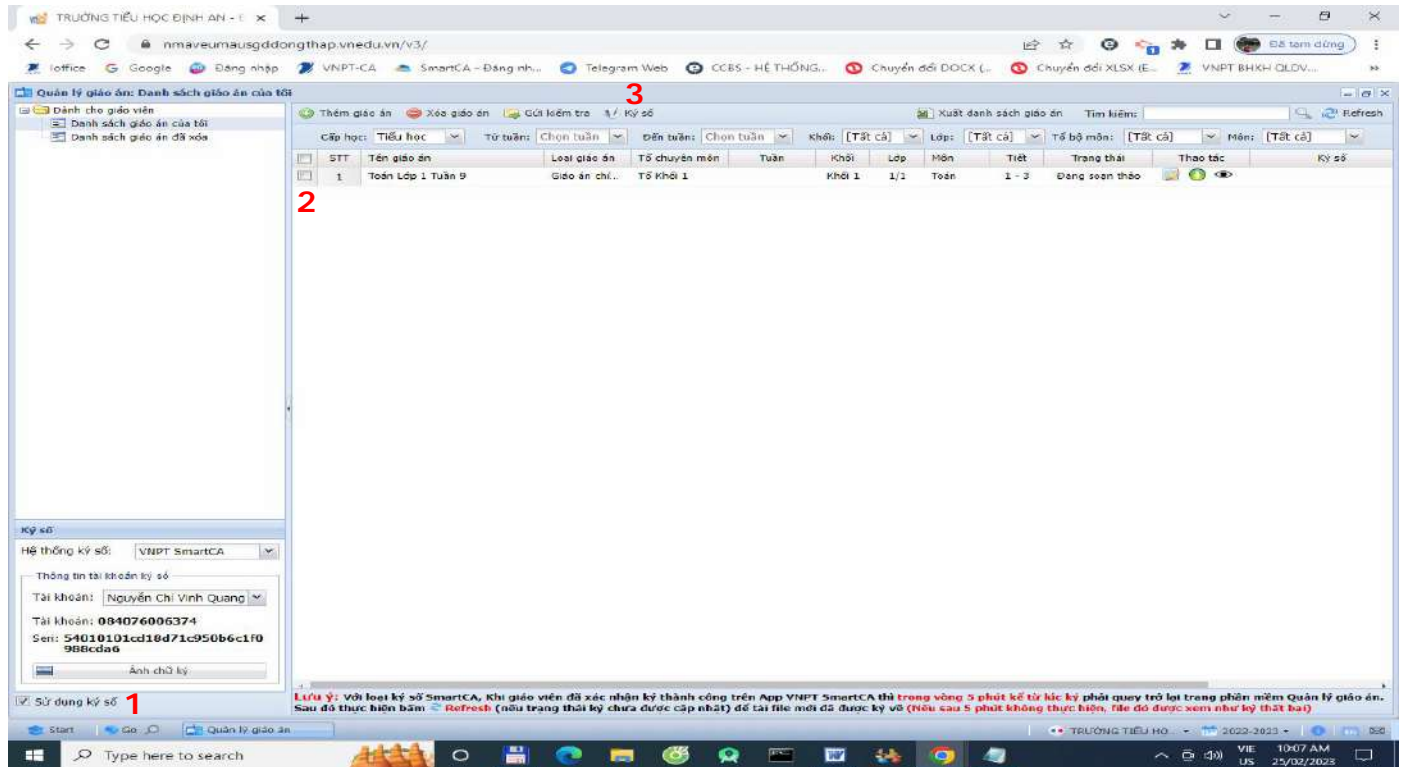 TRƯỜNG TIỂU HỌC ĐỊNH AN - E
nmaveumausgddongthap.vnedu.vn/v3/
Đã tạm dừng
ioffice Google Đăng nhập VNPT-CA SmartCA - Đăng nh... Telegram Web CCBS - HỆ THỐNG... Chuyển đổi DOCX (... Chuyển đổi XLSX (E... VNPT BHXH QLDV... »
Quản lý giáo án: Danh sách giáo án của tôi
3
Dành cho giáo viên
Danh sách giáo án của tôi
Danh sách giáo án đã xóa
Thêm giáo án Xóa giáo án Gửi kiểm tra Ký số Xuất danh sách giáo án Tìm kiếm: Refresh
Cấp học: Tiểu học Từ tuần: Chọn tuần Đến tuần: Chọn tuần Khối: [Tất cả] Lớp: [Tất cả] Tổ bộ môn: [Tất cả] Môn: [Tất cả]
STT Tên giáo án Loại giáo án Tổ chuyên môn Tuần Khối Lớp Môn Tiết Trạng thái Thao tác Ký số
1 Toán Lớp 1 Tuần 9 Giáo án chí... Tổ Khối 1 Khối 1 1/1 Toán 1 - 3 Đang soạn thảo
2
Ký số
Hệ thống ký số: VNPT SmartCA
Thông tin tài khoản ký số
Tài khoản: Nguyễn Chí Vinh Quang
Tài khoản: 084076006374
Seri: 54010101cd18d71c950b6c1f0
988cda6
Ảnh chữ ký
Sử dụng ký số 1
Lưu ý: Với loại ký số SmartCA, Khi giáo viên đã xác nhận ký thành công trên App VNPT SmartCA thì trong vòng 5 phút kể từ lúc ký phải quay trở lại trang phần mềm Quản lý giáo án.
Sau đó thực hiện bấm Refresh (nếu trạng thái ký chưa được cập nhật) để tải file mới đã được ký về (Nếu sau 5 phút không thực hiện, file đó được xem như ký thất bại)
Start Go Quản lý giáo án TRƯỜNG TIỂU HỌ... 2022-2023
Type here to search
VIE 10:07 AM
US 25/02/2023